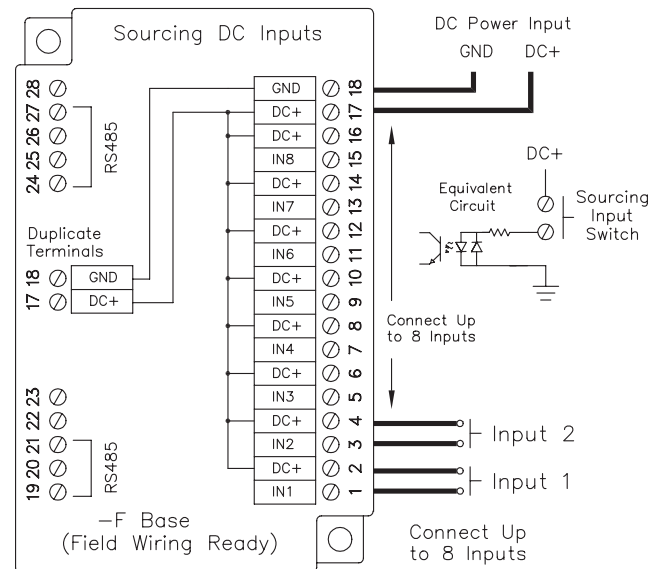 Sourcing DC Inputs
DC Power Input
GND DC+
28
27
26
25
24
RS485
Duplicate
Terminals
18 GND
17 DC+
23
22
21
20
19
RS485
GND 18
DC+ 17
DC+ 16
IN8 15
DC+ 14
IN7 13
DC+ 12
IN6 11
DC+ 10
IN5 9
DC+ 8
IN4 7
DC+ 6
IN3 5
DC+ 4
IN2 3
DC+ 2
IN1 1
DC+
Equivalent
Circuit
Sourcing
Input
Switch
Connect Up
to 8 Inputs
Input 2
Input 1
-F Base
(Field Wiring Ready)
Connect Up
to 8 Inputs